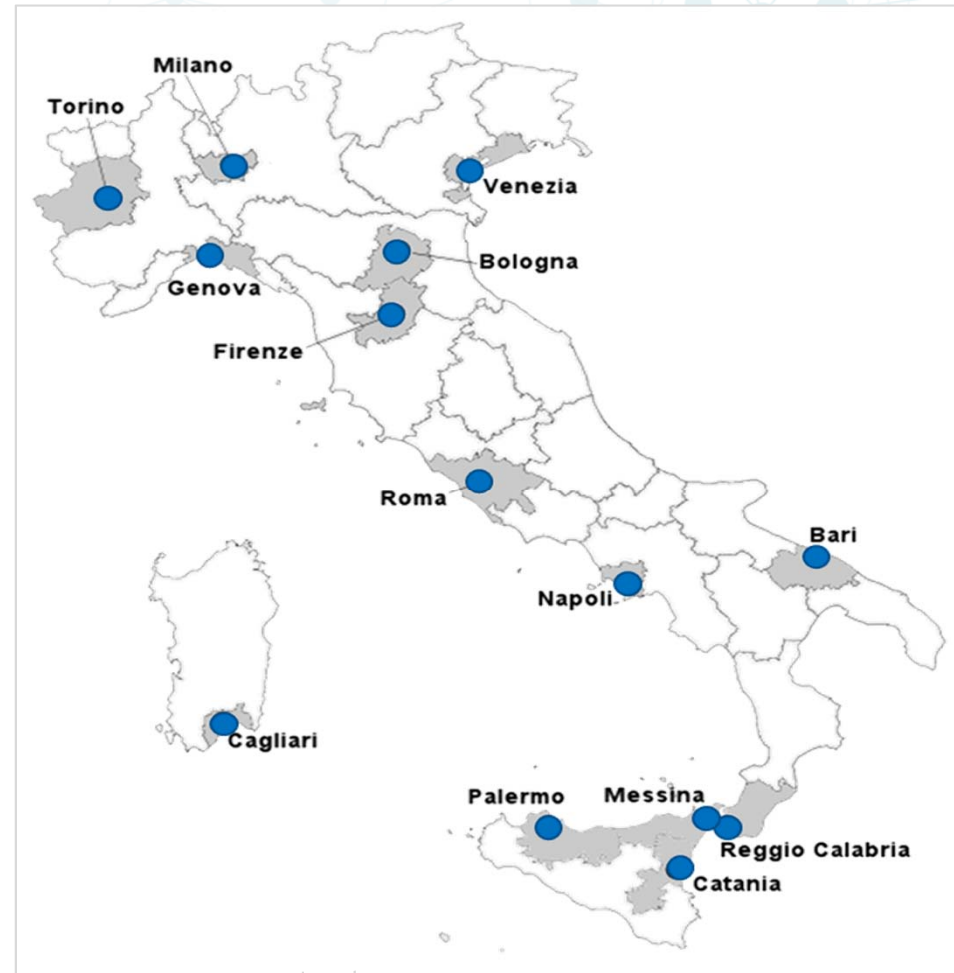 Milano
Torino
Venezia
Bologna
Genova
Firenze
Roma
Bari
Napoli
Cagliari
Palermo
Messina
Reggio Calabria
Catania